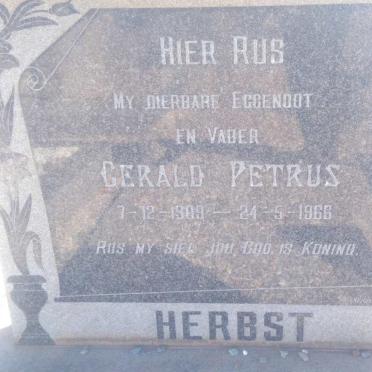 HIER RUS
MY DIERBARE EGGENOOT
EN VADER
GERALD PETRUS
7-12-1909 — 24-5-1966
RUS MY SIEL JOU GOD IS KONING.
HERBST